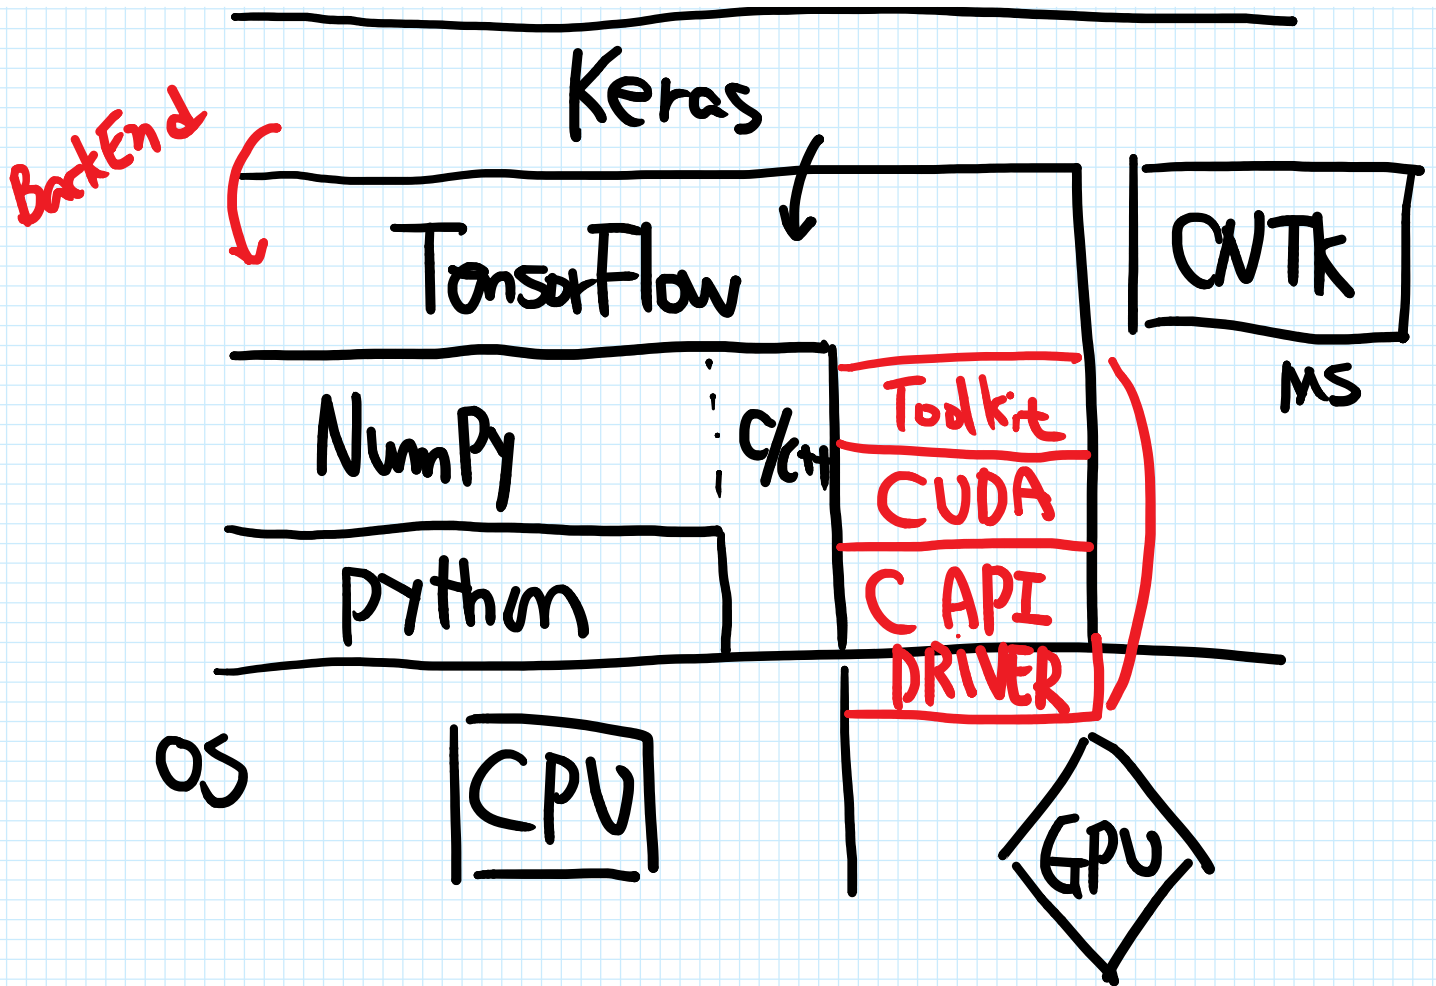 Keras
BackEnd
TensorFlow
CNTK
MS
NumPy
C/C++
Toolkit
CUDA
C API
DRIVER
python
OS
CPU
GPU